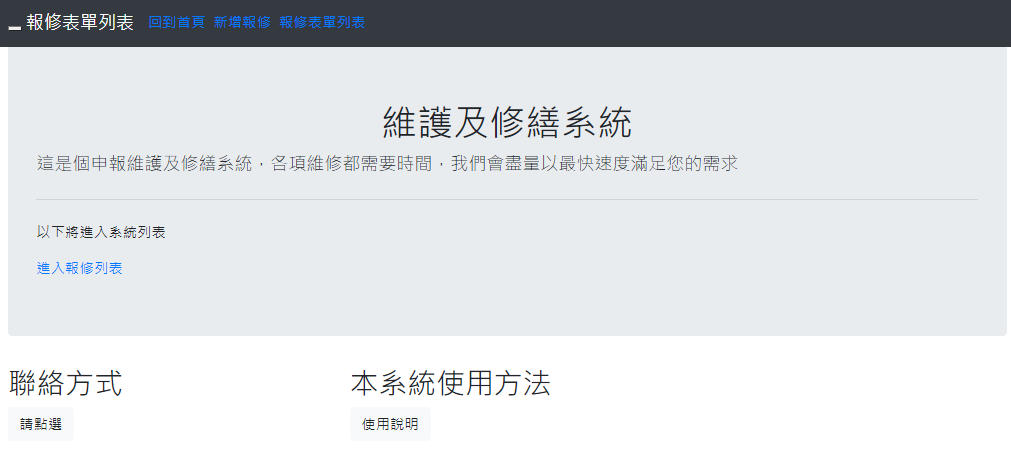 報修表單列表 回到首頁 新增報修 報修表單列表
維護及修繕系統
這是個申報維護及修繕系統，各項維修都需要時間，我們會盡量以最快速度滿足您的需求
以下將進入系統列表
進入報修列表
聯絡方式
請點選
本系統使用方法
使用說明